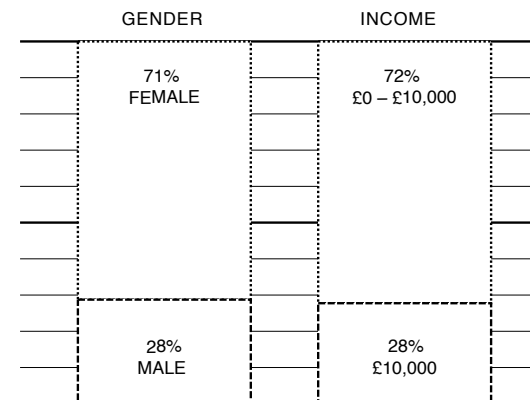 GENDER
INCOME
71%
FEMALE
72%
£0 – £10,000
28%
MALE
28%
£10,000